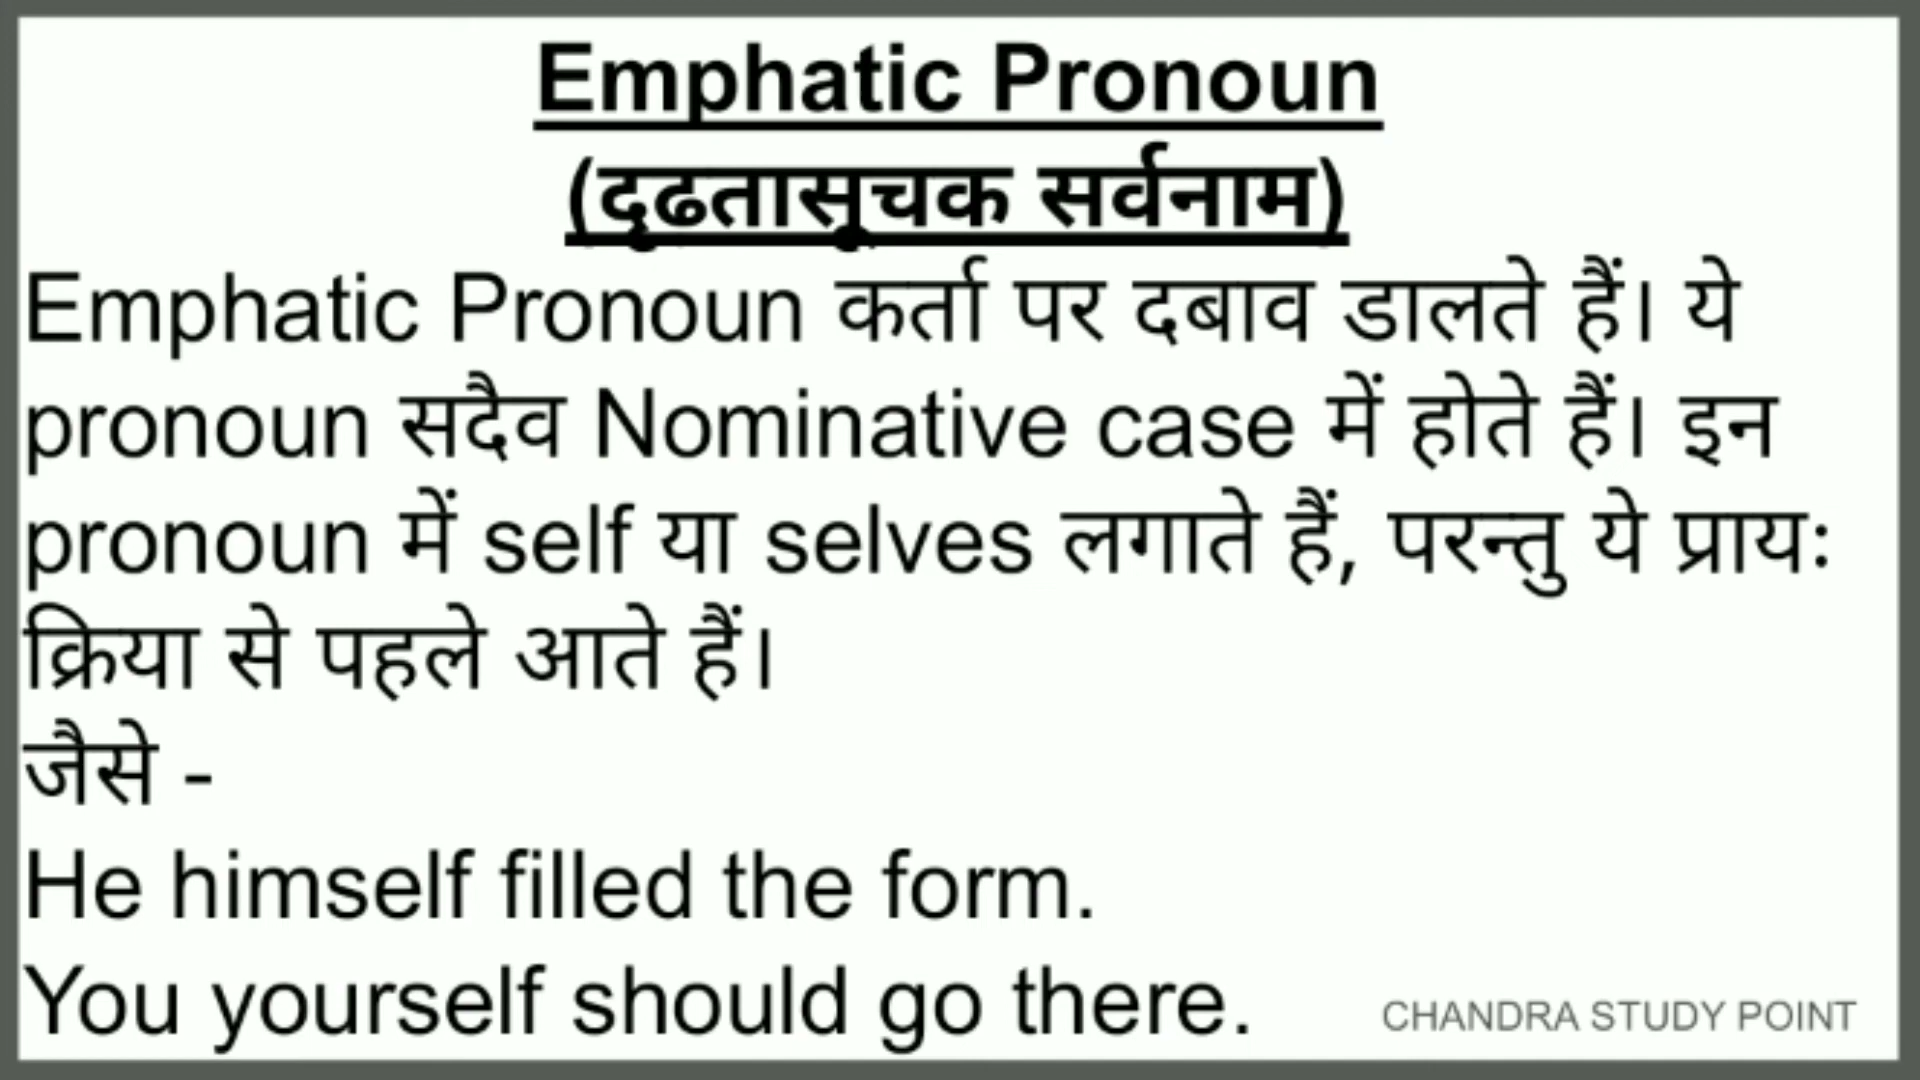 Emphatic Pronoun
(दृढतासूचक सर्वनाम)
Emphatic Pronoun कर्ता पर दबाव डालते हैं। ये
pronoun सदैव Nominative case में होते हैं। इन
pronoun में self या selves लगाते हैं, परन्तु ये प्रायः
क्रिया से पहले आते हैं।
जैसे -
He himself filled the form.
You yourself should go there.
CHANDRA STUDY POINT